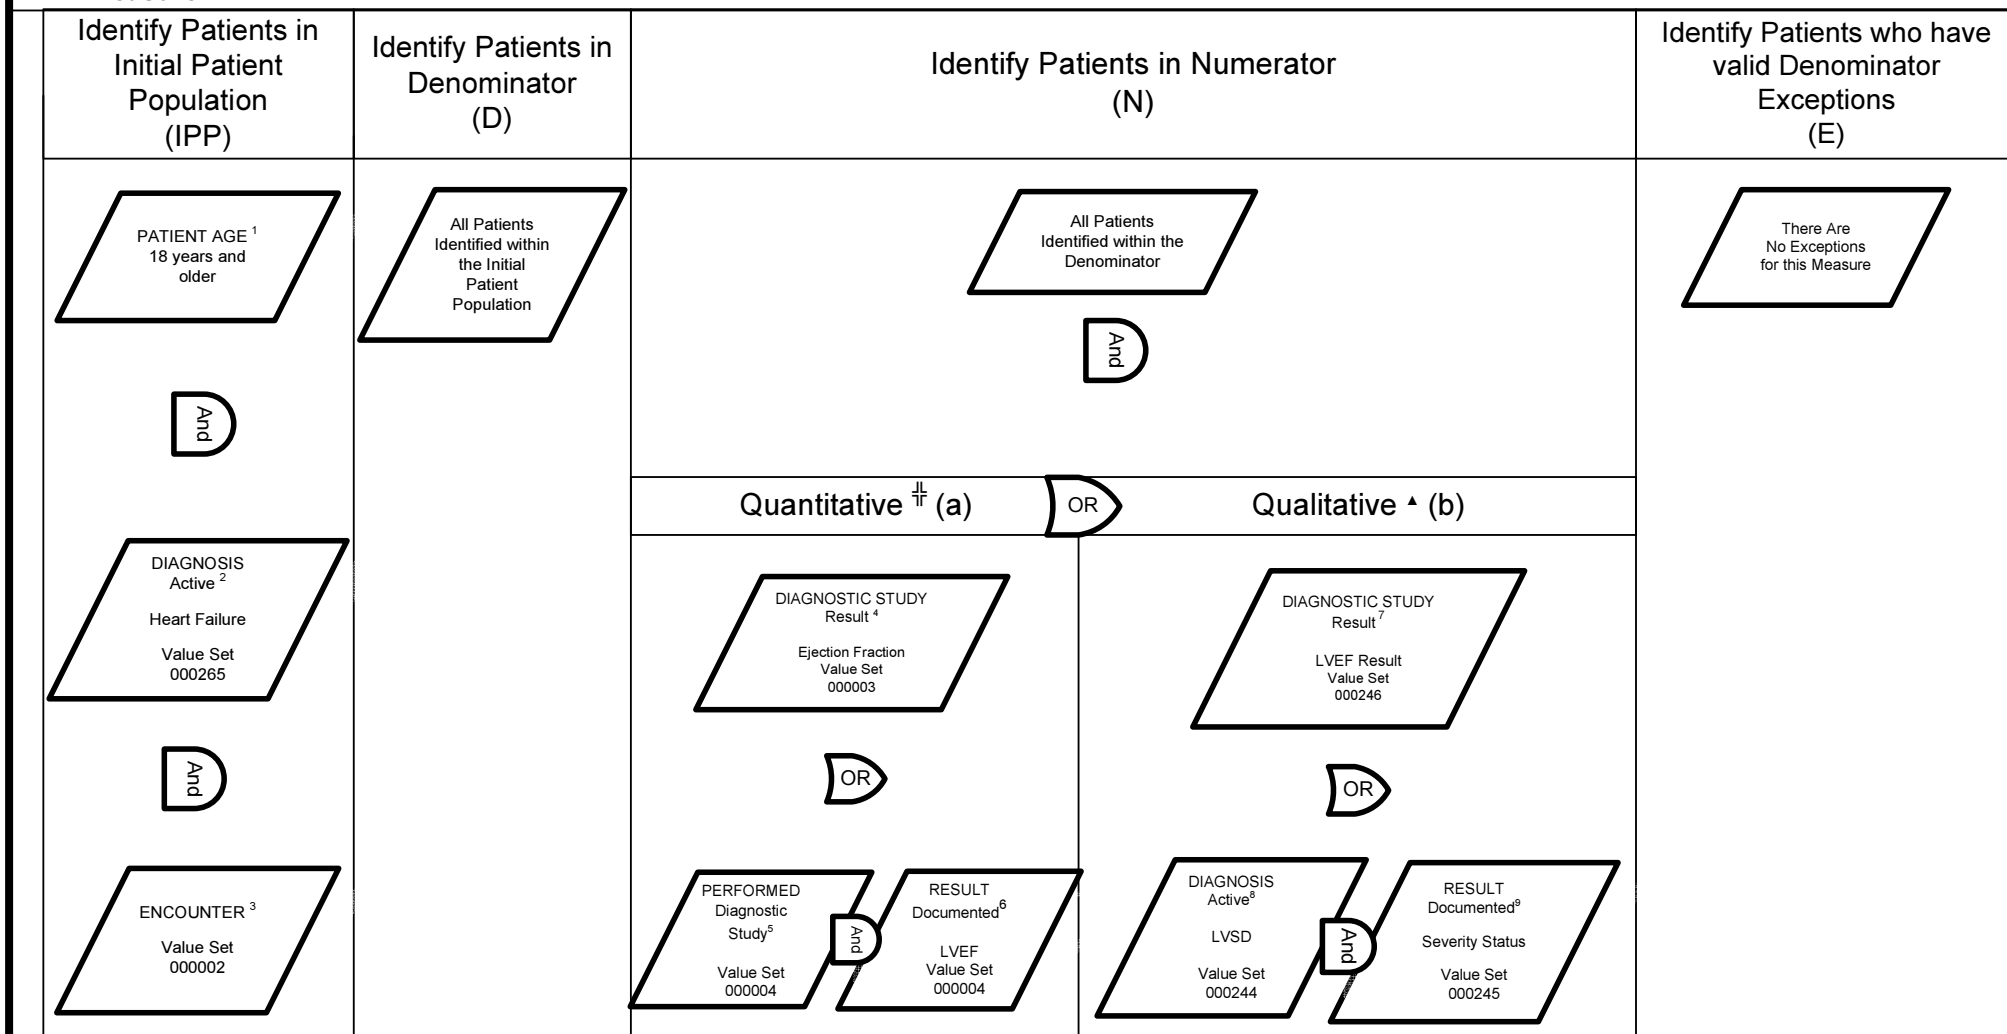 Identify Patients in
Initial Patient
Population
(IPP)
Identify Patients in
Denominator
(D)
Identify Patients in Numerator
(N)
Identify Patients who have
valid Denominator
Exceptions
(E)
PATIENT AGE 1
18 years and
older
And
DIAGNOSIS
Active 2
Heart Failure
Value Set
000265
And
ENCOUNTER 3
Value Set
000002
All Patients
Identified within
the Initial
Patient
Population
All Patients
Identified within the
Denominator
And
Quantitative ╬ (a)
OR
Qualitative ▲ (b)
DIAGNOSTIC STUDY
Result 4
Ejection Fraction
Value Set
000003
OR
PERFORMED
Diagnostic
Study5
Value Set
000004
And
RESULT
Documented6
LVEF
Value Set
000004
DIAGNOSTIC STUDY
Result 7
LVEF Result
Value Set
000246
OR
DIAGNOSIS
Active8
LVSD
Value Set
000244
And
RESULT
Documented9
Severity Status
Value Set
000245
There Are
No Exceptions
for this Measure